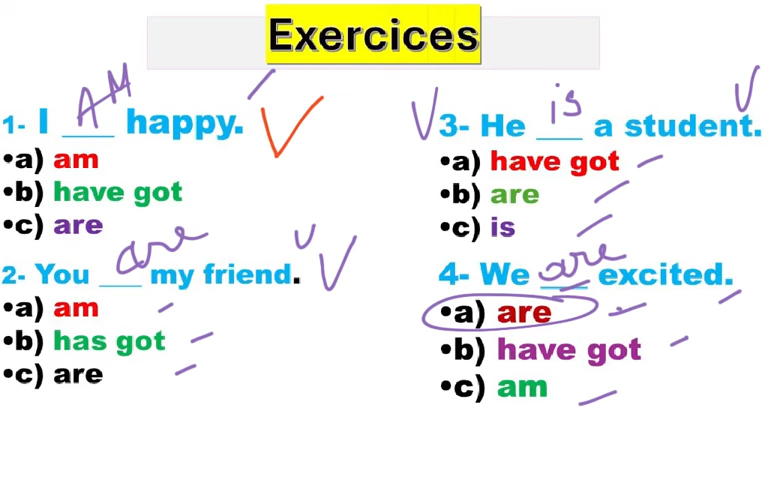 Exercices
1- I AM happy.
•a) am
•b) have got
•c) are
2- You are my friend.
•a) am
•b) has got
•c) are
3- He is a student.
•a) have got
•b) are
•c) is
4- We are excited.
•a) are
•b) have got
•c) am